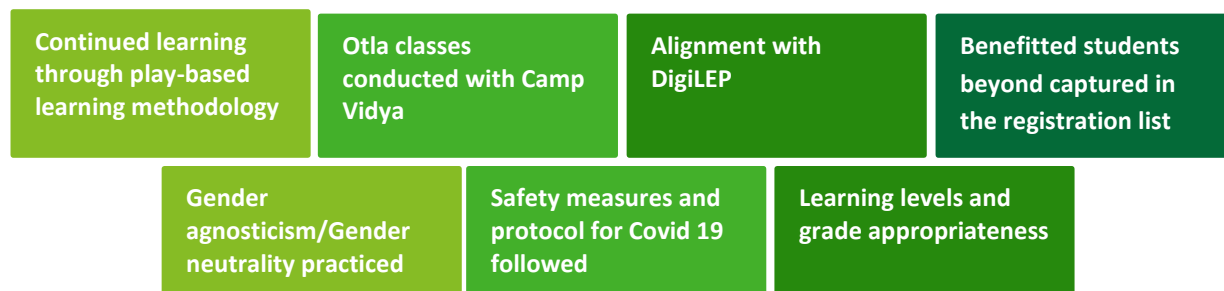 Continued learning
through play-based
learning methodology
Otla classes
conducted with Camp
Vidya
Alignment with
DigiLEP
Benefitted students
beyond captured in
the registration list
Gender
agnosticism/Gender
neutrality practiced
Safety measures and
protocol for Covid 19
followed
Learning levels and
grade appropriateness